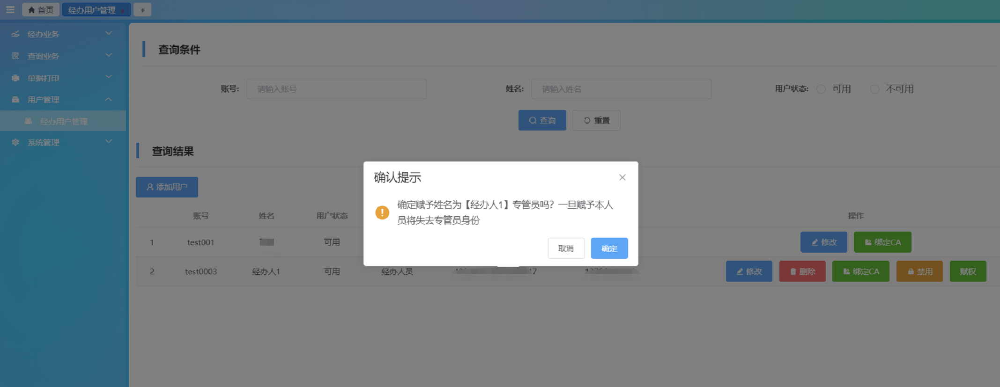 首页 经办用户管理 x +
经办业务
查询业务
单据打印
用户管理
经办用户管理
系统管理
查询条件
账号: 请输入账号 姓名: 请输入姓名 用户状态: 可用 不可用
查询 重置
查询结果
添加用户
确认提示
确定赋予姓名为【经办人1】专管员吗？一旦赋予本人
员将失去专管员身份
取消 确定
账号 姓名 用户状态 操作
1 test001 可用 修改 绑定CA
2 test0003 经办人1 可用 经办人员 17 修改 删除 绑定CA 禁用 赋权